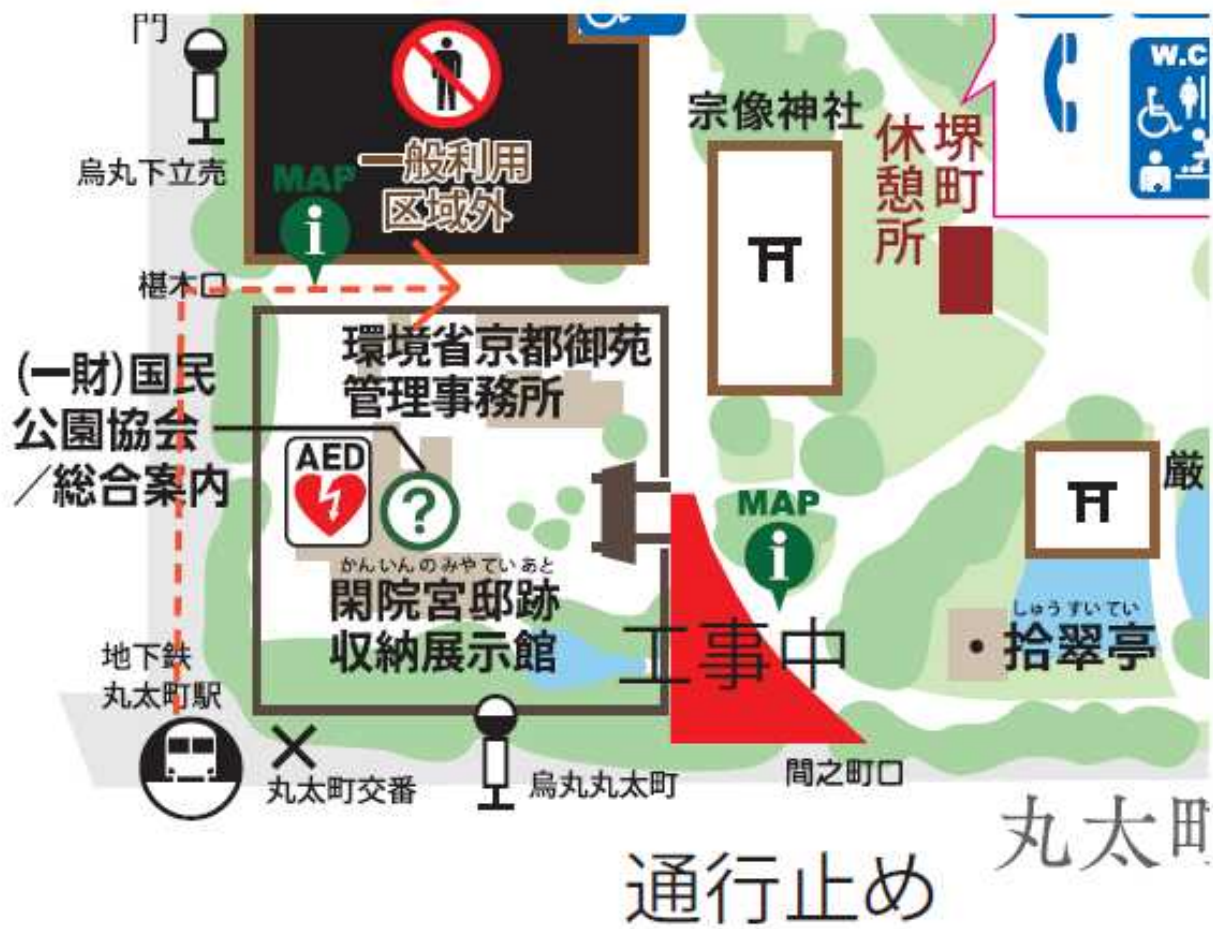 門
W.C
宗像神社
堺町
休憩所
烏丸下立売
MAP
i
一般利用
区域外
椹木口
環境省京都御苑
管理事務所
(一財)国民
公園協会
／総合案内
AED
?
MAP
i
厳
かんいんのみやていあと
閑院宮邸跡
収納展示館
工事中
しゅうすいてい
拾翠亭
地下鉄
丸太町駅
丸太町交番
烏丸丸太町
間之町口
丸太町
通行止め